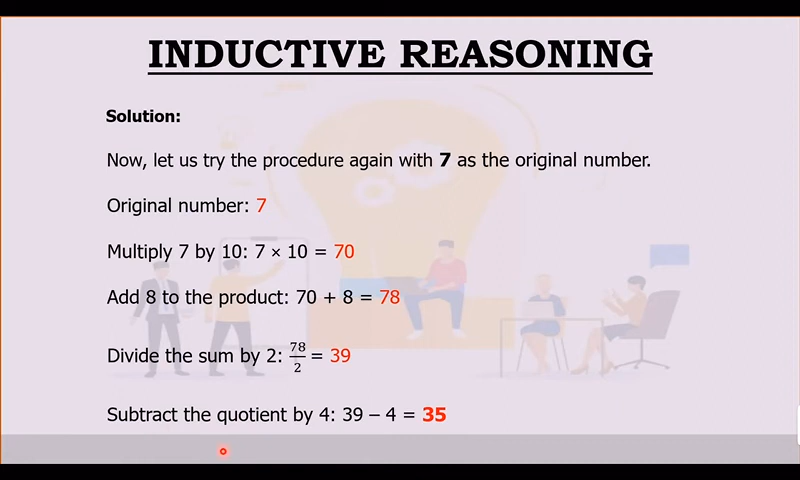 INDUCTIVE REASONING
Solution:
Now, let us try the procedure again with 7 as the original number.
Original number: 7
Multiply 7 by 10: 7 × 10 = 70
Add 8 to the product: 70 + 8 = 78
Divide the sum by 2: 78/2 = 39
Subtract the quotient by 4: 39 – 4 = 35